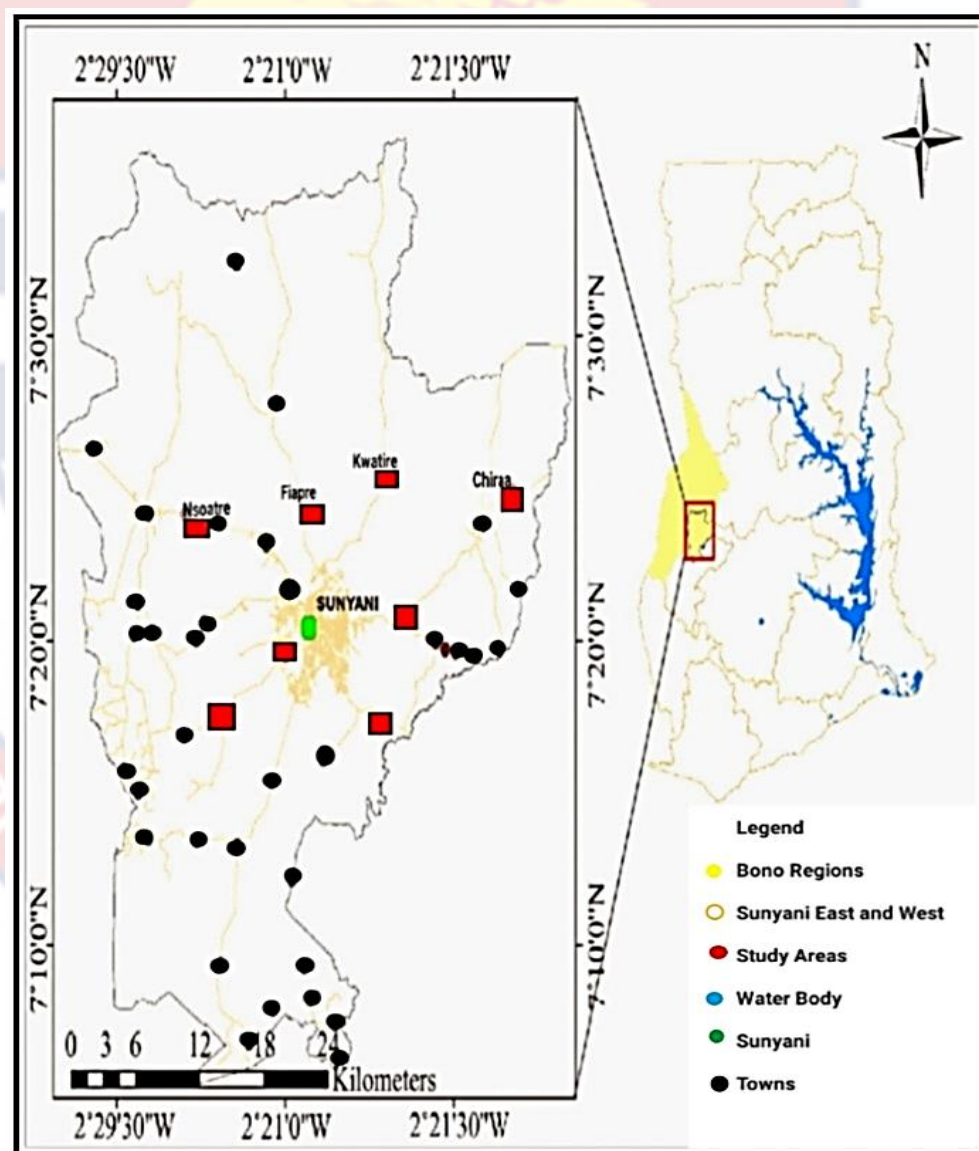 2°29'30"W 2°21'0"W 2°21'30"W
N
7°30'0"N
7°20'0"N
7°10'0"N
Kwatire
Chiraa
Fiapre
Nsoatre
SUNYANI
7°30'0"N
7°20'0"N
7°10'0"N
0 3 6 12 18 24
Kilometers
2°29'30"W 2°21'0"W 2°21'30"W
Legend
Bono Regions
Sunyani East and West
Study Areas
Water Body
Sunyani
Towns